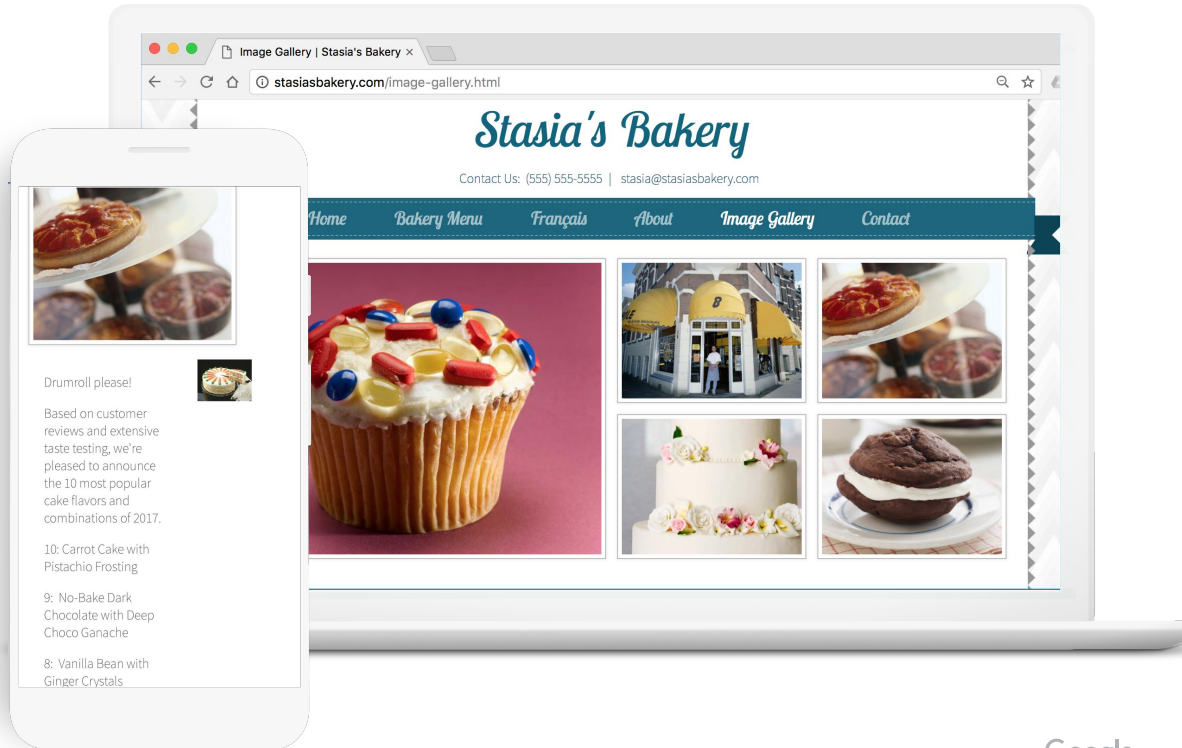 Image Gallery | Stasia's Bakery ×
stasiasbakery.com/image-gallery.html
Stasia's Bakery
Contact Us: (555) 555-5555 | stasia@stasiasbakery.com
Home Bakery Menu Français About Image Gallery Contact
8
Drumroll please!
Based on customer
reviews and extensive
taste testing, we're
pleased to announce
the 10 most popular
cake flavors and
combinations of 2017.
10: Carrot Cake with
Pistachio Frosting
9: No-Bake Dark
Chocolate with Deep
Choco Ganache
8: Vanilla Bean with
Ginger Crystals
Google